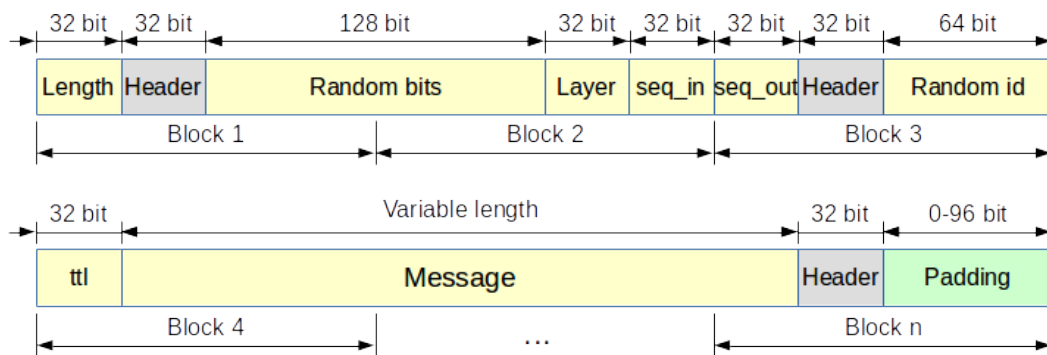 32 bit 32 bit 128 bit 32 bit 32 bit 32 bit 32 bit 64 bit
Length Header Random bits Layer seq_in seq_out Header Random id
Block 1 Block 2 Block 3
32 bit Variable length 32 bit 0-96 bit
ttl Message Header Padding
Block 4 ... Block n